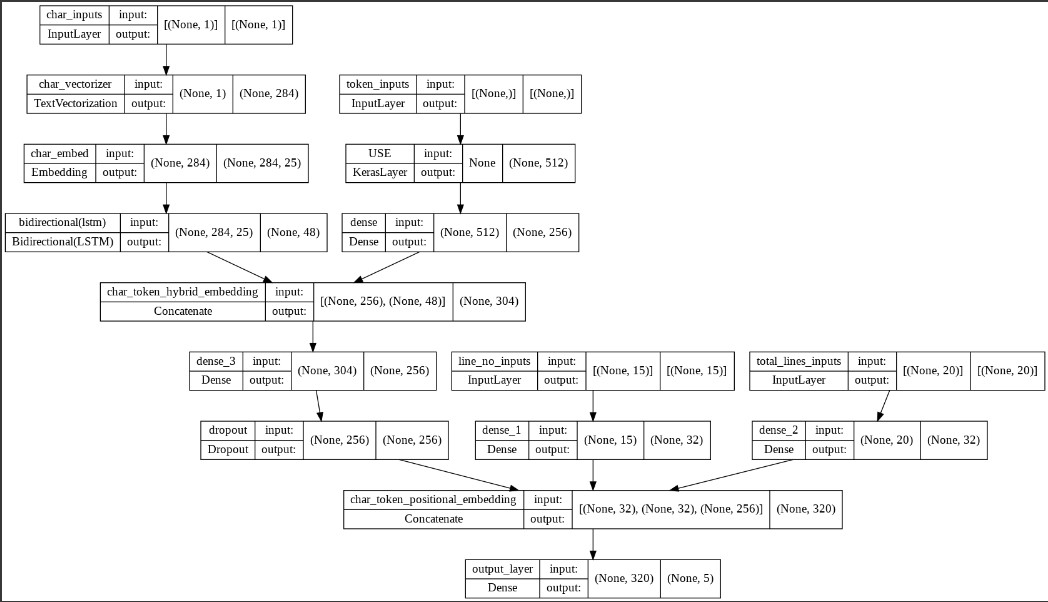 char_inputs input: [(None, 1)] [(None, 1)]
InputLayer output:
char_vectorizer input: (None, 1) (None, 284)
TextVectorization output:
token_inputs input: [(None,)] [(None,)]
InputLayer output:
char_embed input: (None, 284) (None, 284, 25)
Embedding output:
USE input: None (None, 512)
KerasLayer output:
bidirectional(lstm) input: (None, 284, 25) (None, 48)
Bidirectional(LSTM) output:
dense input: (None, 512) (None, 256)
Dense output:
char_token_hybrid_embedding input: [(None, 256), (None, 48)] (None, 304)
Concatenate output:
dense_3 input: (None, 304) (None, 256)
Dense output:
line_no_inputs input: [(None, 15)] [(None, 15)]
InputLayer output:
total_lines_inputs input: [(None, 20)] [(None, 20)]
InputLayer output:
dropout input: (None, 256) (None, 256)
Dropout output:
dense_1 input: (None, 15) (None, 32)
Dense output:
dense_2 input: (None, 20) (None, 32)
Dense output:
char_token_positional_embedding input: [(None, 32), (None, 32), (None, 256)] (None, 320)
Concatenate output:
output_layer input: (None, 320) (None, 5)
Dense output: